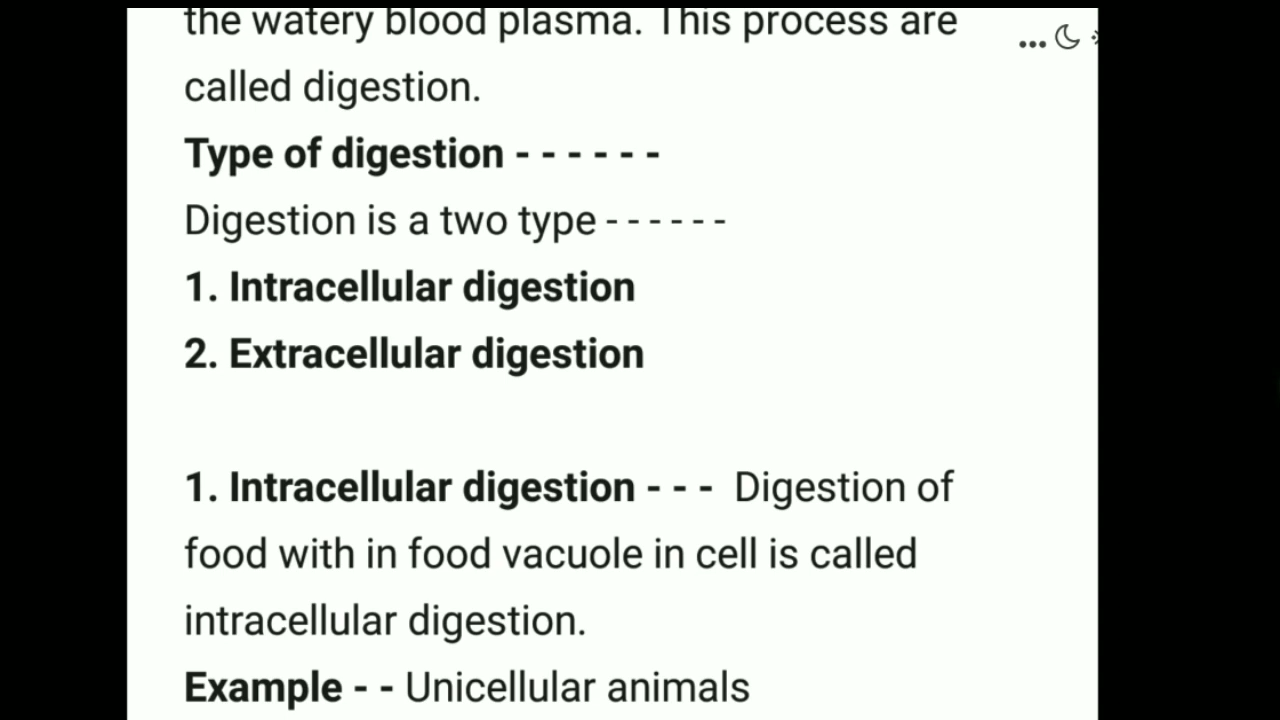 the watery blood plasma. This process are
called digestion.
Type of digestion - - - - - -
Digestion is a two type - - - - - -
1. Intracellular digestion
2. Extracellular digestion
1. Intracellular digestion - - - Digestion of
food with in food vacuole in cell is called
intracellular digestion.
Example - - Unicellular animals